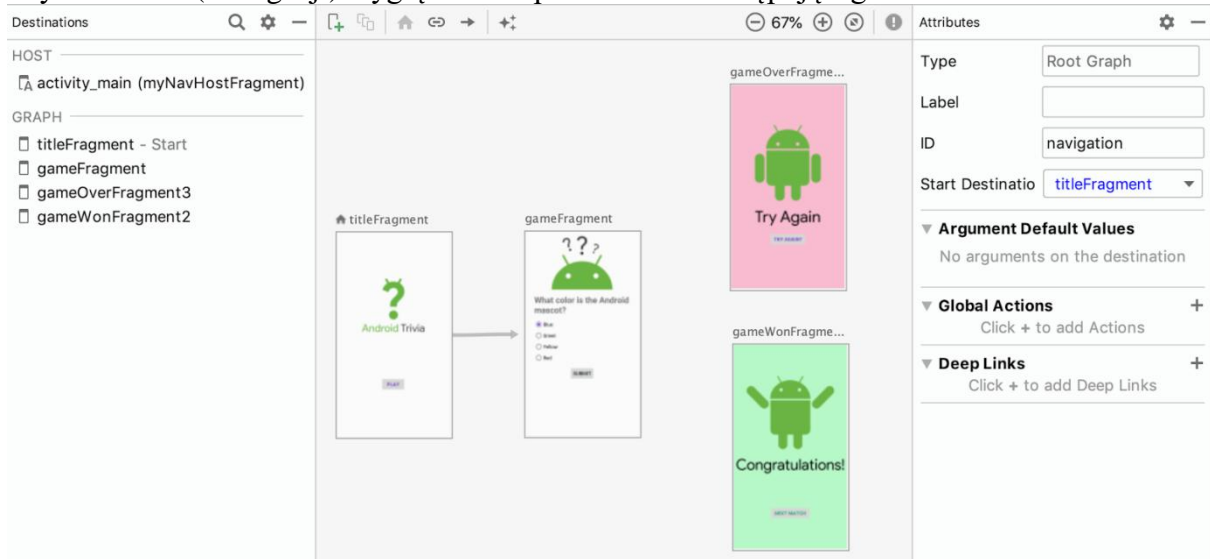 Destinations
HOST
activity_main (myNavHostFragment)
GRAPH
titleFragment - Start
gameFragment
gameOverFragment3
gameWonFragment2
67%
titleFragment
Android Trivia
PLAY
gameFragment
???
What color is the Android
mascot?
Blue
Green
Yellow
Red
SUBMIT
gameOverFragme...
Try Again
TRY AGAIN?
gameWonFragme...
Congratulations!
NEXT MATCH
Attributes
Type Root Graph
Label
ID navigation
Start Destinatio titleFragment
Argument Default Values
No arguments on the destination
Global Actions +
Click + to add Actions
Deep Links +
Click + to add Deep Links